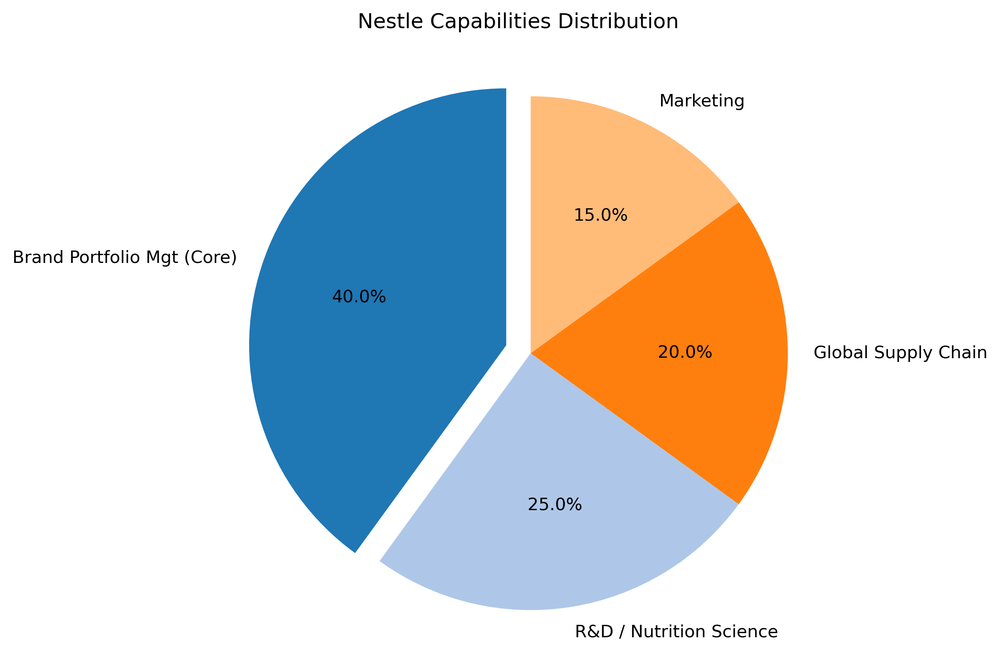 Nestle Capabilities Distribution
Marketing
15.0%
Brand Portfolio Mgt (Core)
40.0%
20.0%
Global Supply Chain
25.0%
R&D / Nutrition Science